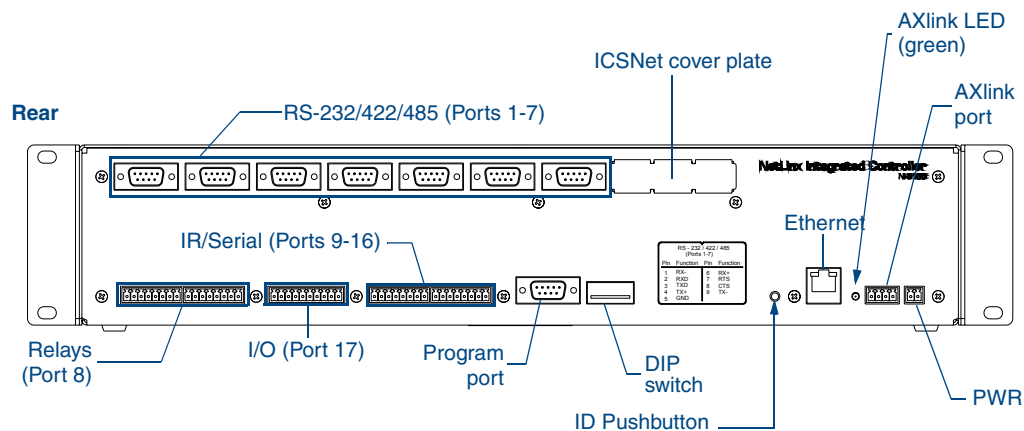 AXlink LED
(green)
ICSNet cover plate
AXlink
port
Rear
RS-232/422/485 (Ports 1-7)
NetLinx Integrated Controller
Ethernet
IR/Serial (Ports 9-16)
RS - 232 / 422 / 485
(Ports 1-7)
Pin Function Pin Function
1 RX- 6 RX+
2 RXD 7 RTS
3 TXD 8 CTS
4 TX+ 9 TX-
5 GND
Relays
(Port 8)
I/O (Port 17)
Program
port
DIP
switch
PWR
ID Pushbutton